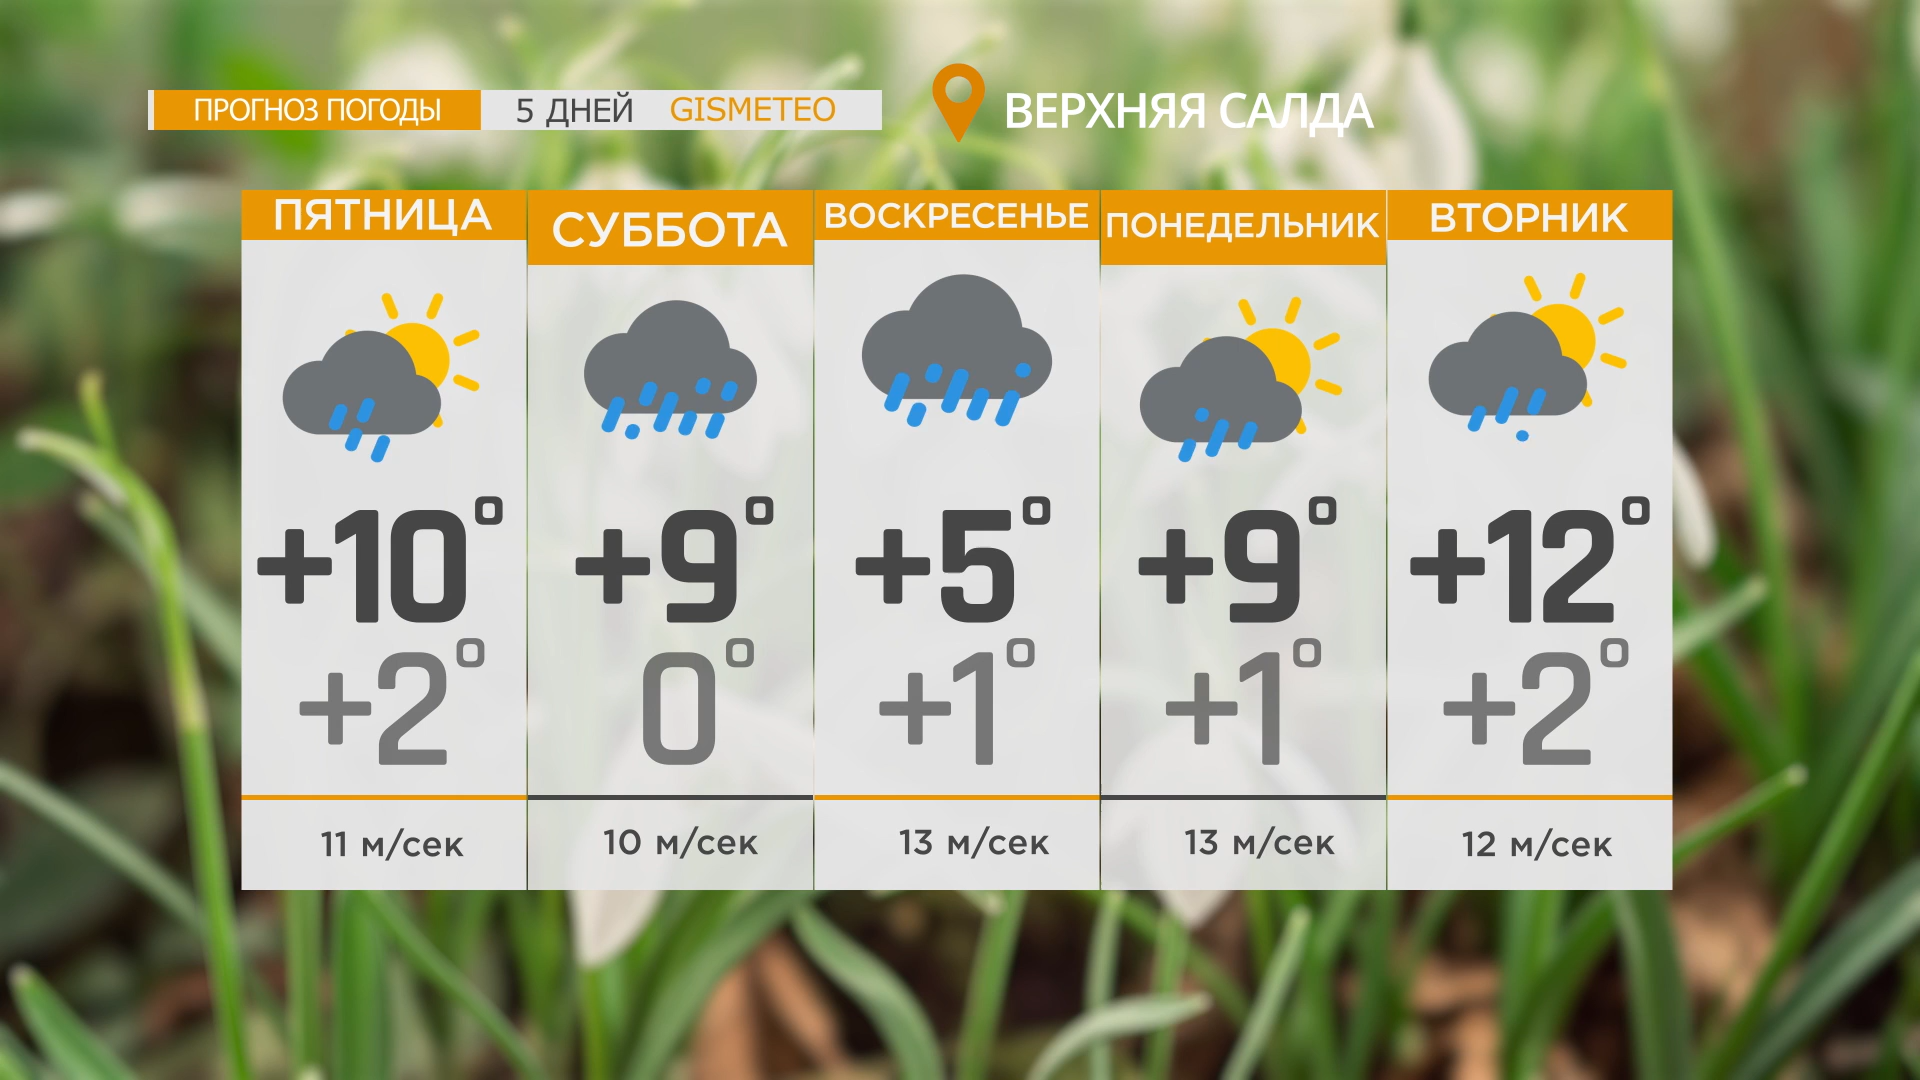 ПРОГНОЗ ПОГОДЫ 5 ДНЕЙ GISMETEO ВЕРХНЯЯ САЛДА
ПЯТНИЦА СУББОТА ВОСКРЕСЕНЬЕ ПОНЕДЕЛЬНИК ВТОРНИК
+10° +9° +5° +9° +12°
+2° 0° +1° +1° +2°
11 м/сек 10 м/сек 13 м/сек 13 м/сек 12 м/сек